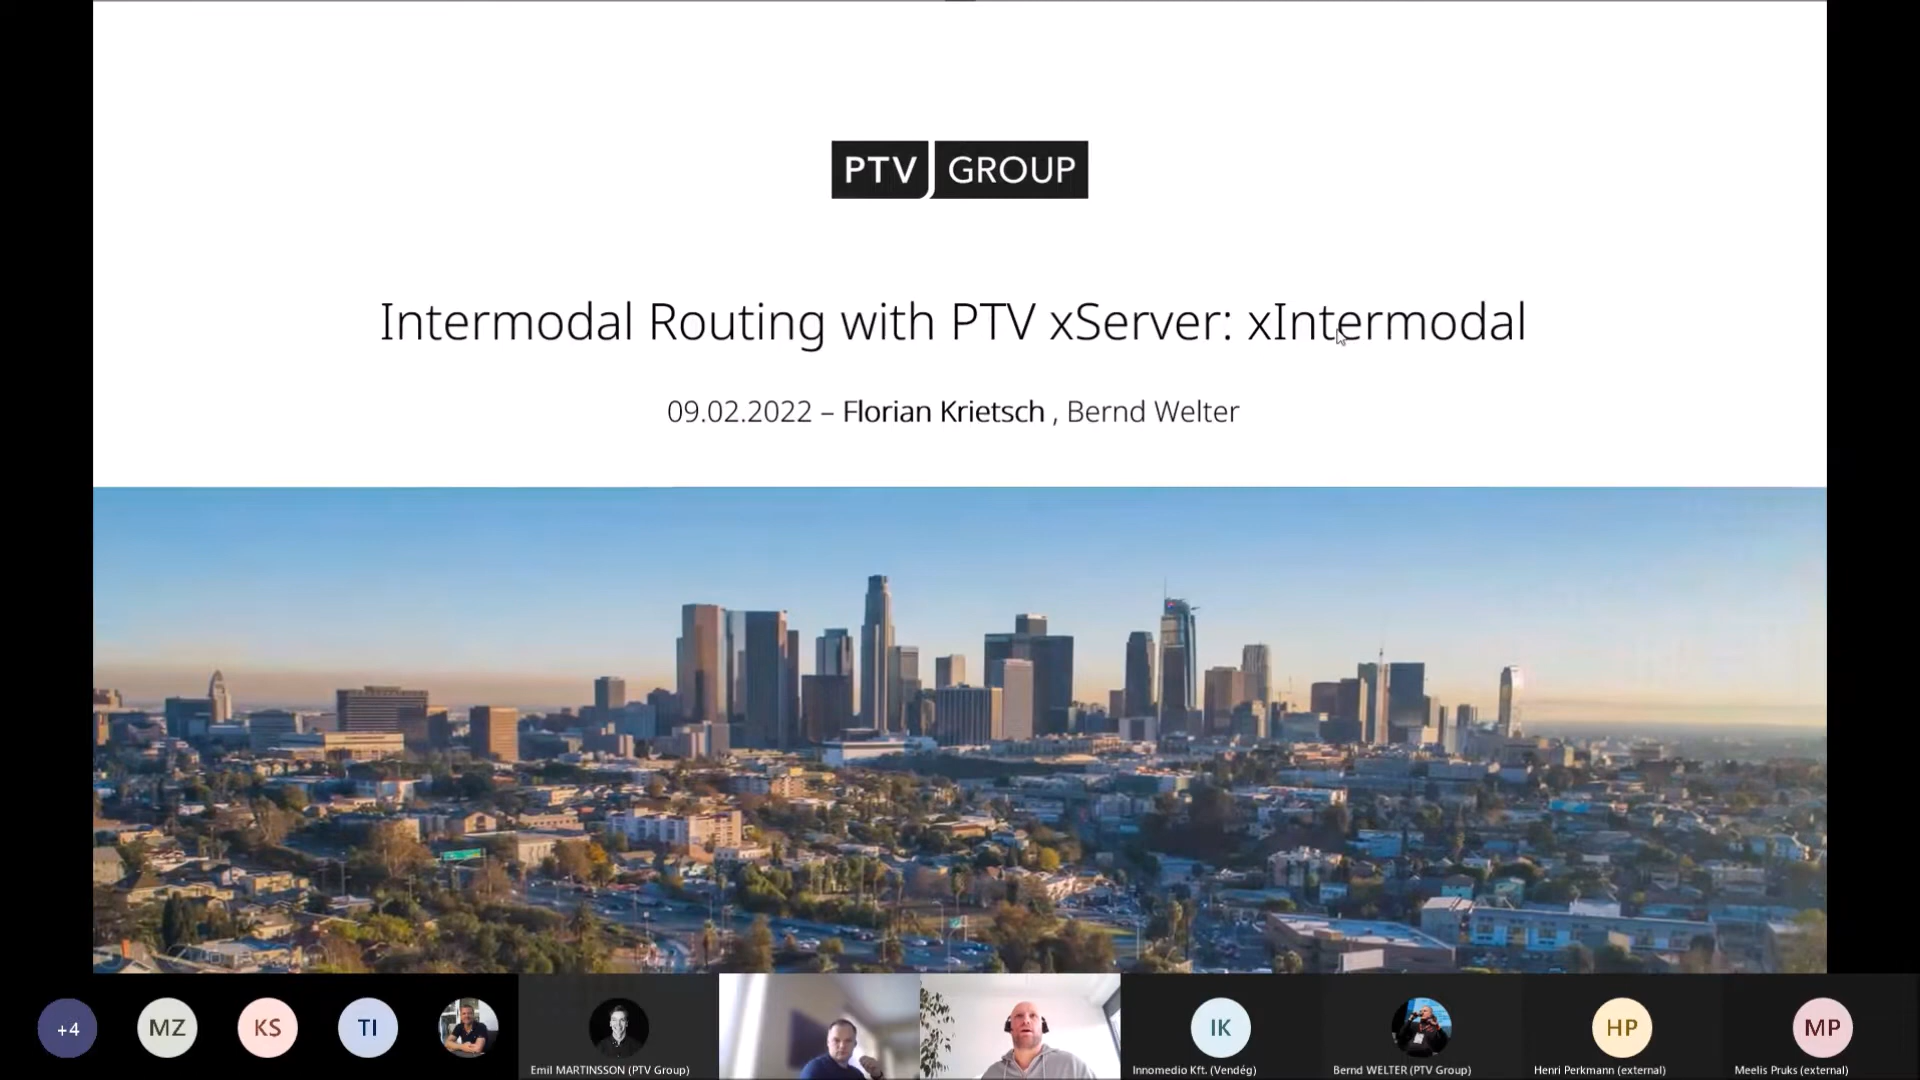 PTV GROUP
Intermodal Routing with PTV xServer: xIntermodal
09.02.2022 – Florian Krietsch , Bernd Welter
+4
MZ
KS
TI
IK
HP
MP
Emil MARTINSSON (PTV Group)
Innomedio Kft. (Vendég)
Bernd WELTER (PTV Group)
Henri Perkmann (external)
Meelis Pruks (external)